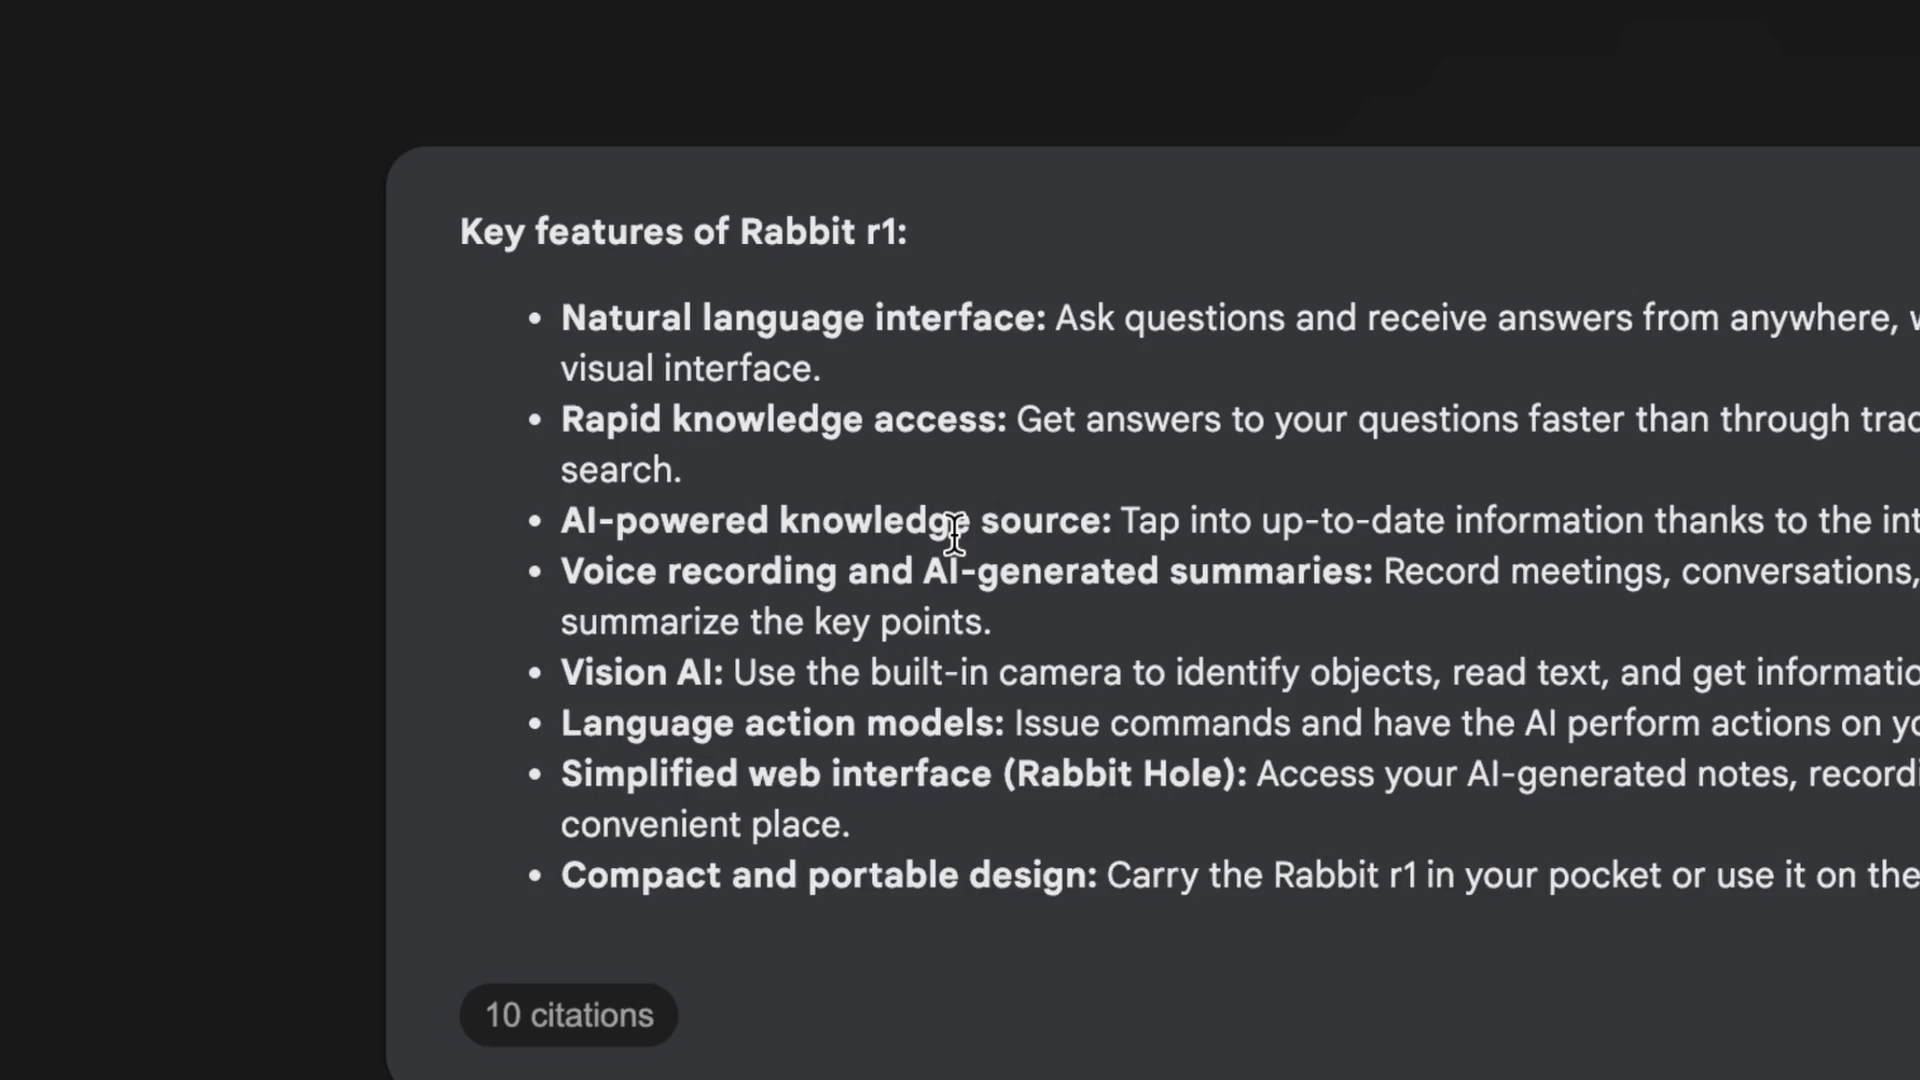 Key features of Rabbit r1:
• Natural language interface: Ask questions and receive answers from anywhere,
visual interface.
• Rapid knowledge access: Get answers to your questions faster than through
search.
• AI-powered knowledge source: Tap into up-to-date information thanks to the
• Voice recording and AI-generated summaries: Record meetings, conversations,
summarize the key points.
• Vision AI: Use the built-in camera to identify objects, read text, and get
• Language action models: Issue commands and have the AI perform actions on
• Simplified web interface (Rabbit Hole): Access your AI-generated notes,
convenient place.
• Compact and portable design: Carry the Rabbit r1 in your pocket or use it on the
10 citations